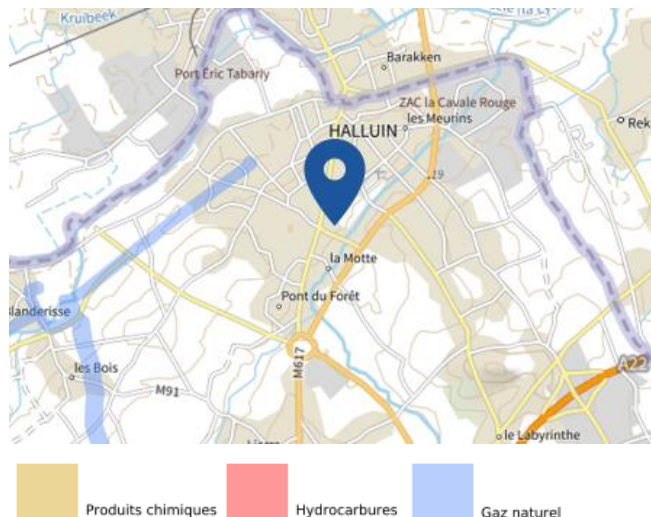 Kruibeek
Port Éric Tabarly
Barakken
ZAC la Cavale Rouge
les Meurins
HALLUIN
Rek
19
la Motte
Pont du Forêt
landerisse
les Bois
M91
M617
A22
le Labyrinthe
Produits chimiques
Hydrocarbures
Gaz naturel